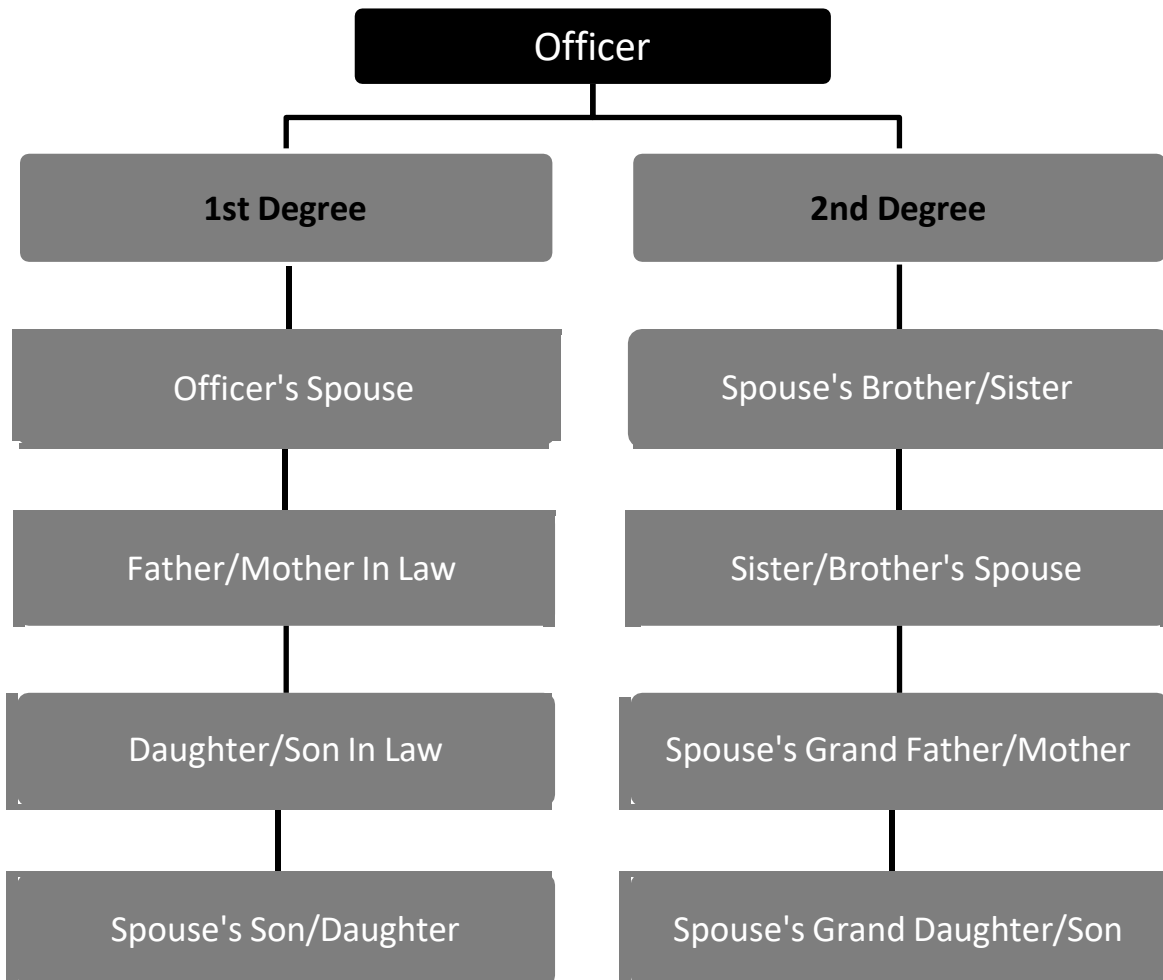 Officer
1st Degree
2nd Degree
Officer's Spouse
Spouse's Brother/Sister
Father/Mother In Law
Sister/Brother's Spouse
Daughter/Son In Law
Spouse's Grand Father/Mother
Spouse's Son/Daughter
Spouse's Grand Daughter/Son